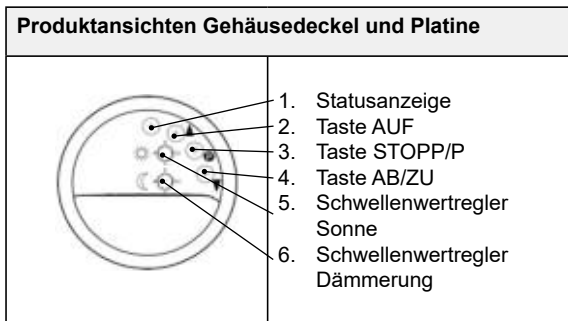 Produktansichten Gehäusedeckel und Platine
1. Statusanzeige
2. Taste AUF
3. Taste STOPP/P
4. Taste AB/ZU
5. Schwellenwertregler
Sonne
6. Schwellenwertregler
Dämmerung